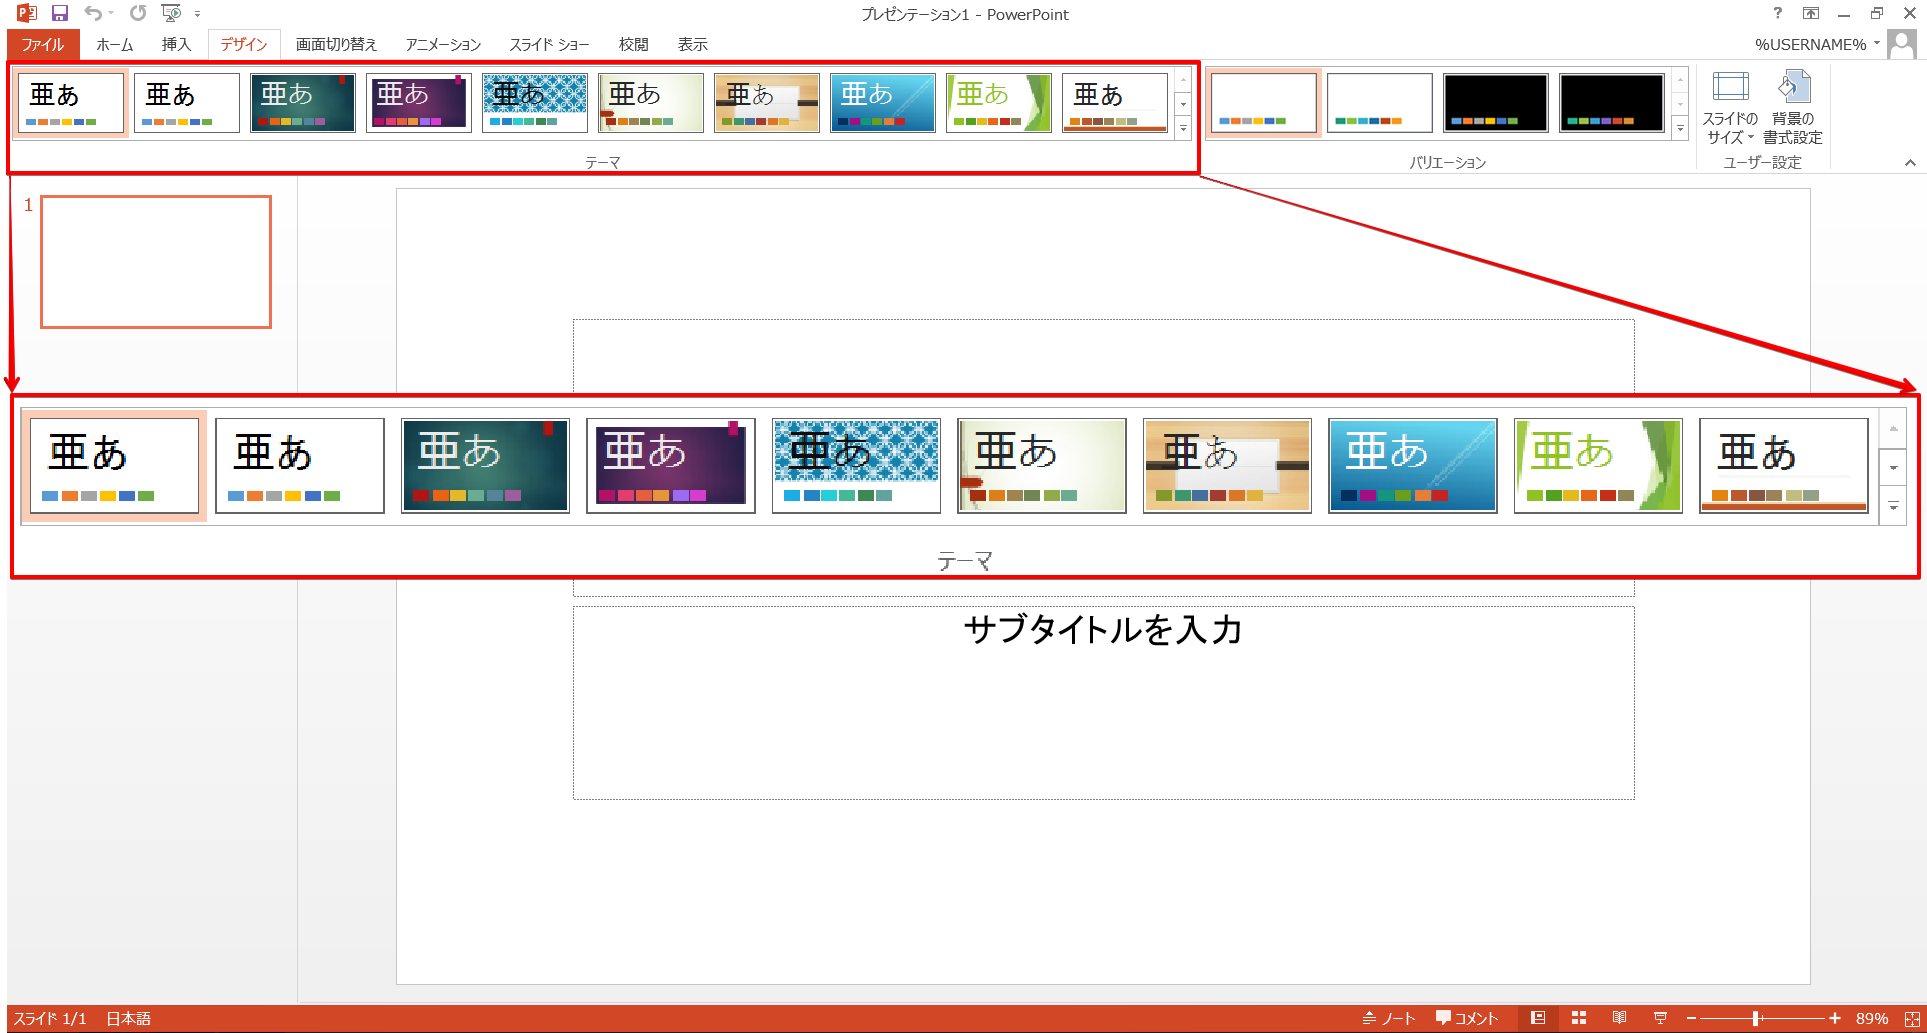 プレゼンテーション1 - PowerPoint
?
ファイル ホーム 挿入 デザイン 画面切り替え アニメーション スライド ショー 校閲 表示
%USERNAME%
亜あ 亜あ 亜あ 亜あ 亜あ 亜あ 亜あ 亜あ 亜あ 亜あ
スライドの
サイズ
背景の
書式設定
テーマ
バリエーション
ユーザー設定
1
亜あ 亜あ 亜あ 亜あ 亜あ 亜あ 亜あ 亜あ 亜あ 亜あ
テーマ
サブタイトルを入力
スライド 1/1 日本語
ノート コメント
89%